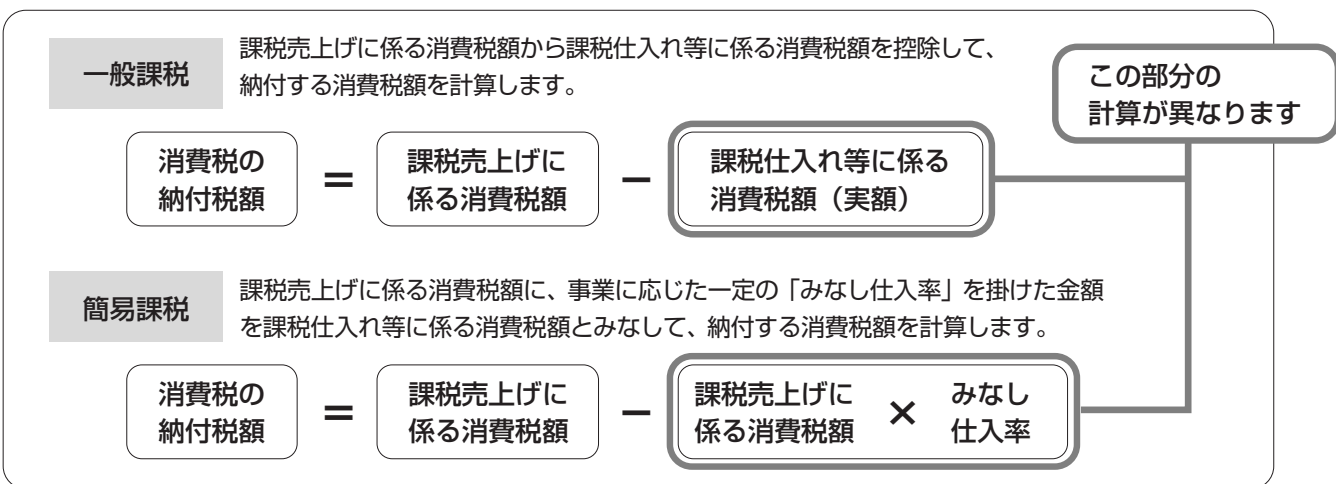 一般課税
課税売上げに係る消費税額から課税仕入れ等に係る消費税額を控除して、
納付する消費税額を計算します。
この部分の
計算が異なります
消費税の
納付税額
＝
課税売上げに
係る消費税額
－
課税仕入れ等に係る
消費税額（実額）
簡易課税
課税売上げに係る消費税額に、事業に応じた一定の「みなし仕入率」を掛けた金額
を課税仕入れ等に係る消費税額とみなして、納付する消費税額を計算します。
消費税の
納付税額
＝
課税売上げに
係る消費税額
－
課税売上げに
係る消費税額
×
みなし
仕入率